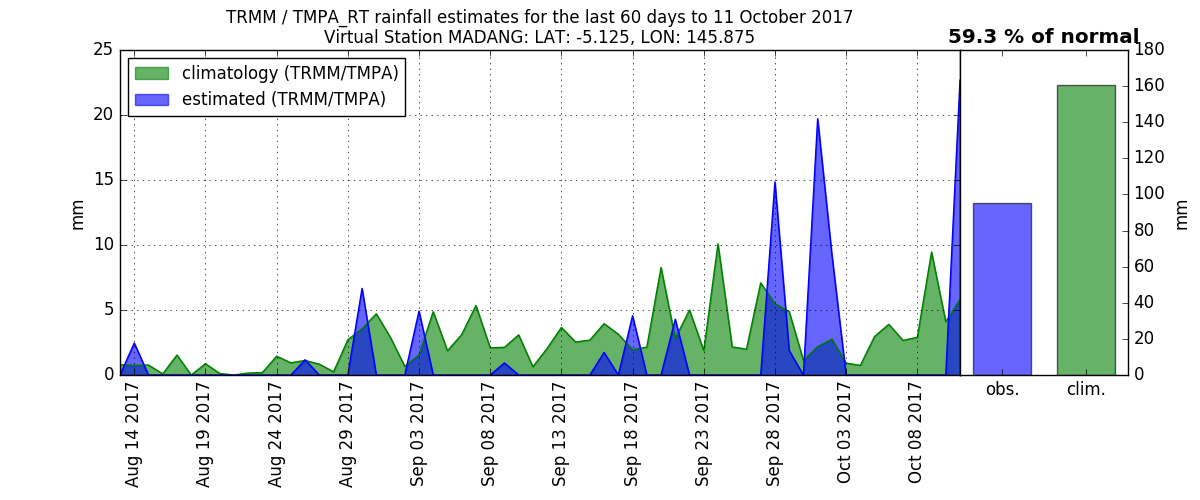 TRMM / TMPA_RT rainfall estimates for the last 60 days to 11 October 2017
Virtual Station MADANG: LAT: -5.125, LON: 145.875
59.3 % of normal
climatology (TRMM/TMPA)
estimated (TRMM/TMPA)
mm
25
20
15
10
5
0
Aug 14 2017
Aug 19 2017
Aug 24 2017
Aug 29 2017
Sep 03 2017
Sep 08 2017
Sep 13 2017
Sep 18 2017
Sep 23 2017
Sep 28 2017
Oct 03 2017
Oct 08 2017
obs.
clim.
180
160
140
120
100
80
60
40
20
0
mm